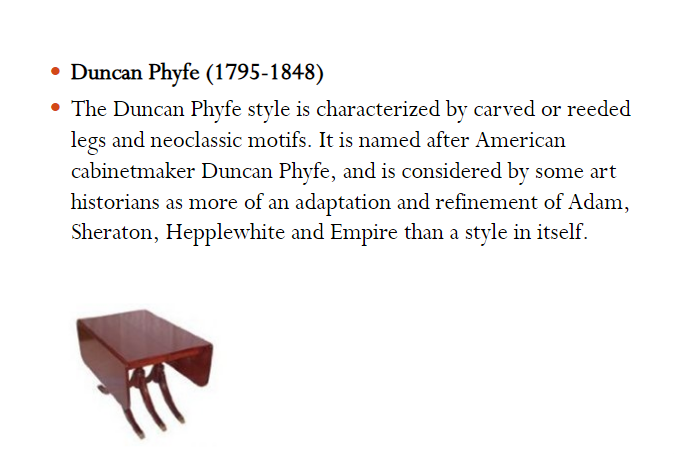 • Duncan Phyfe (1795-1848)
• The Duncan Phyfe style is characterized by carved or reeded
legs and neoclassic motifs. It is named after American
cabinetmaker Duncan Phyfe, and is considered by some art
historians as more of an adaptation and refinement of Adam,
Sheraton, Hepplewhite and Empire than a style in itself.